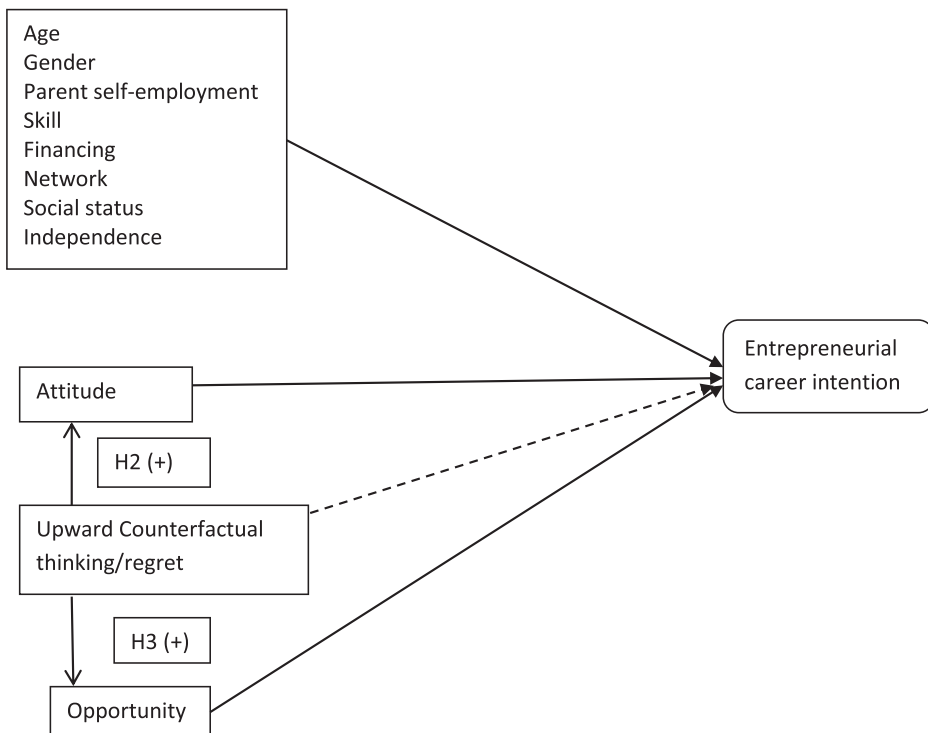 Age
Gender
Parent self-employment
Skill
Financing
Network
Social status
Independence
Entrepreneurial
career intention
Attitude
H2 (+)
Upward Counterfactual
thinking/regret
H3 (+)
Opportunity